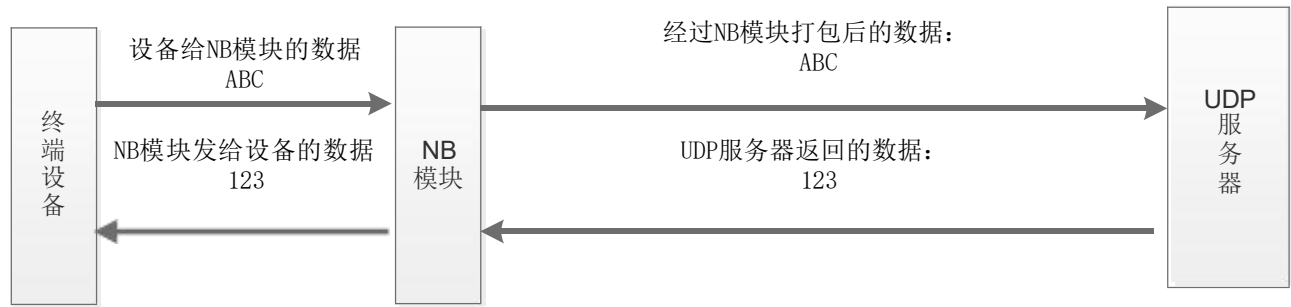 设备给NB模块的数据
ABC
经过NB模块打包后的数据：
ABC
终
端
设
备
NB模块发给设备的数据
123
NB
模块
UDP服务器返回的数据：
123
UDP
服
务
器